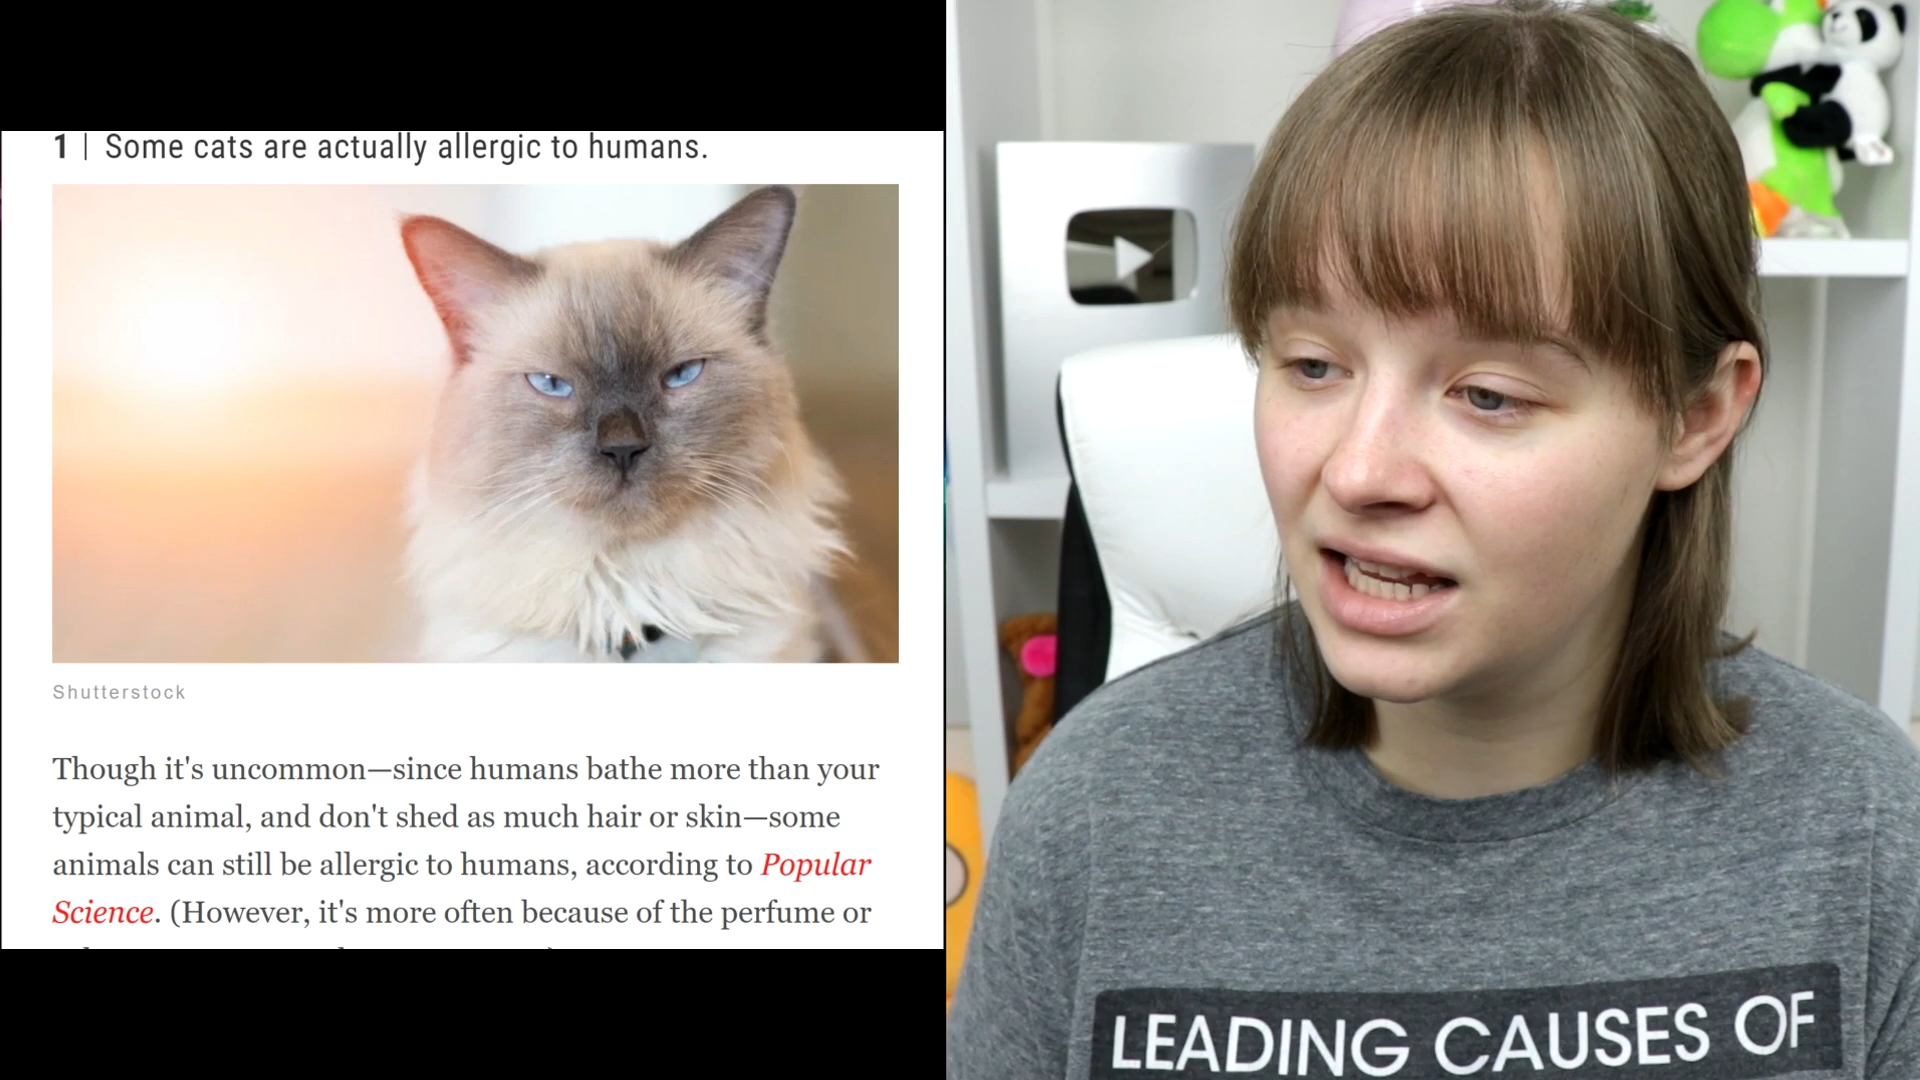 1 | Some cats are actually allergic to humans.
Shutterstock
Though it's uncommon—since humans bathe more than your
typical animal, and don't shed as much hair or skin—some
animals can still be allergic to humans, according to Popular
Science. (However, it's more often because of the perfume or
LEADING CAUSES OF